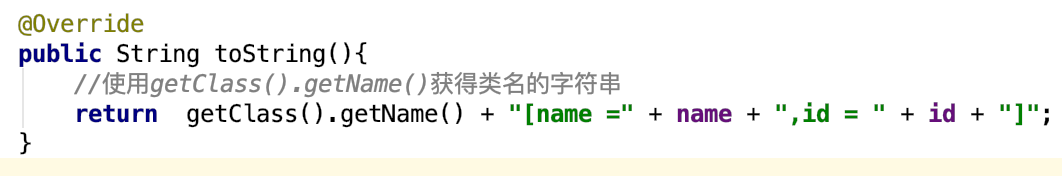 @Override
public String toString(){
//使用getClass().getName()获得类名的字符串
return  getClass().getName() + "[name =" + name + ",id = " + id + "]";
}